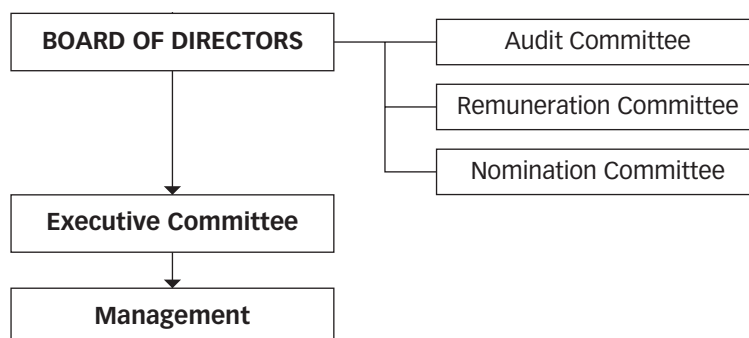 BOARD OF DIRECTORS
Audit Committee
Remuneration Committee
Nomination Committee
Executive Committee
Management